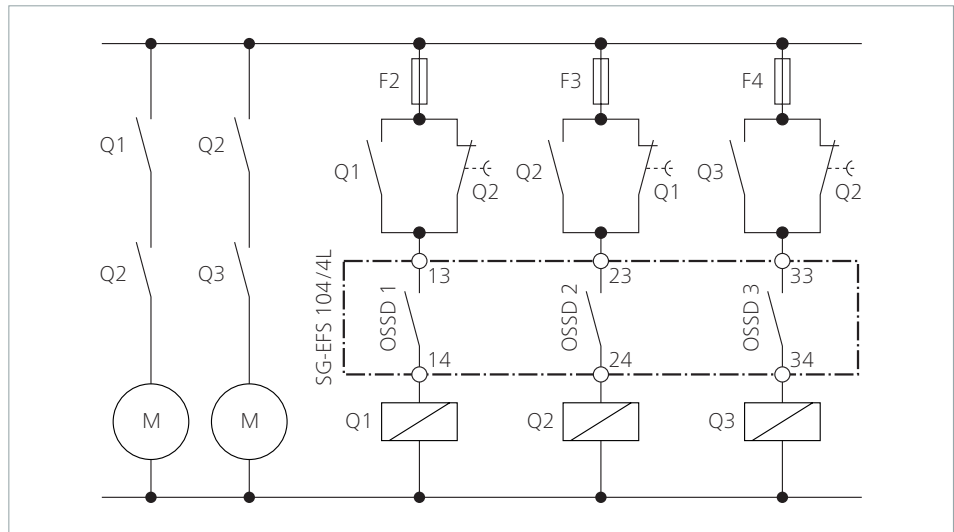 F2
F3
F4
Q1
Q2
Q1
Q2
Q2
Q1
Q3
Q2
Q2
Q3
SG-EFS 104/4L
13
23
33
OSSD 1
OSSD 2
OSSD 3
14
24
34
M
M
Q1
Q2
Q3